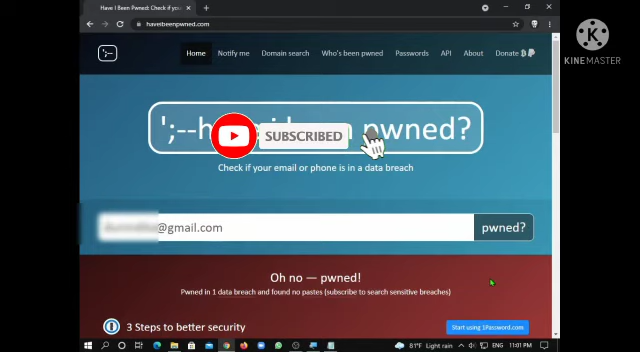 Have I Been Pwned: Check if you
haveibeenpwned.com
KINEMASTER
Home Notify me Domain search Who's been pwned Passwords API About Donate
';--h pwned?
SUBSCRIBED
Check if your email or phone is in a data breach
@gmail.com pwned?
Oh no — pwned!
Pwned in 1 data breach and found no pastes (subscribe to search sensitive breaches)
3 Steps to better security Start using 1Password.com
81°F Light rain ENG 11:01 PM